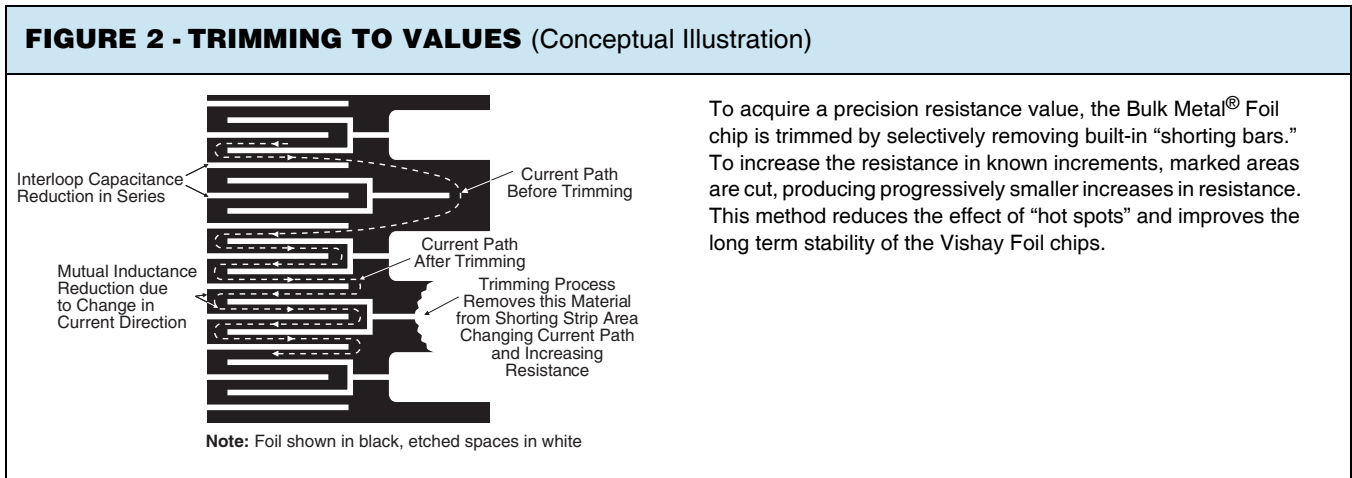 FIGURE 2 - TRIMMING TO VALUES (Conceptual Illustration)
Interloop Capacitance
Reduction in Series
Mutual Inductance
Reduction due
to Change in
Current Direction
Current Path
Before Trimming
Current Path
After Trimming
Trimming Process
Removes this Material
from Shorting Strip Area
Changing Current Path
and Increasing
Resistance
Note: Foil shown in black, etched spaces in white
To acquire a precision resistance value, the Bulk Metal® Foil
chip is trimmed by selectively removing built-in “shorting bars.”
To increase the resistance in known increments, marked areas
are cut, producing progressively smaller increases in resistance.
This method reduces the effect of “hot spots” and improves the
long term stability of the Vishay Foil chips.